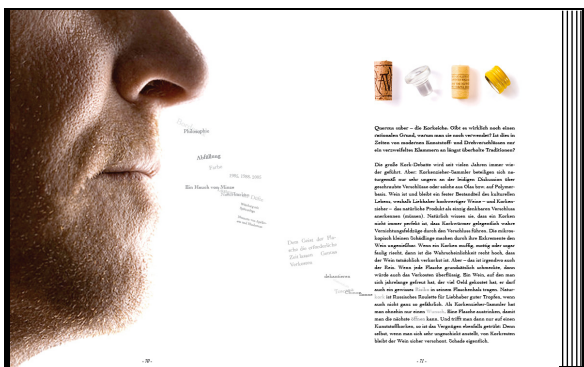 Philosophie
Abfüllung
Farbe
Ein Hauch von Minze
dekantieren
Quercus suber – die Korkeiche: Gibt es wirklich noch einen
rationalen Grund, warum man sie noch verwendet? Ist dies in
Zeiten von modernen Kunststoff- und Drehverschlüssen nur
ein verzweifeltes Klammern an längst überholte Traditionen?
Die große Kork-Debatte wird seit vielen Jahren immer wie-
der geführt. Aber: Korkenzieher-Sammler beteiligen sich na-
turgemäß nur sehr ungern an der leidigen Diskussion über
geschraubte Verschlüsse oder solche aus Glas bzw. auf Polymer-
basis. Wein ist und bleibt ein fester Bestandteil des kulturellen
Lebens, weshalb Liebhaber hochwertiger Weine – und Korken-
zieher – das natürliche Produkt als einzig denkbaren Verschluss
anerkennen (müssen). Natürlich wissen sie, dass ein Korken
nicht immer perfekt ist, dass Korkwürmer gelegentlich wahre
Vernichtungsfeldzüge durch den Verschluss führen. Die mikros-
kopisch kleinen Schädlinge machen durch ihre Exkremente den
Wein ungenießbar. Wenn ein Korken muffig, mottig oder sogar
faulig riecht, dann ist die Wahrscheinlichkeit recht hoch, dass
der Wein tatsächlich verkorkst ist. Aber – das ist irgendwo auch
der Reiz. Wenn jede Flasche grundsätzlich schmeckte, dann
würde auch das Verkosten überflüssig. Ein Wein, auf den man
sich jahrelange gefreut hat, der viel Geld gekostet hat, er darf
auch ein gewisses Risiko in seinem Flaschenhals tragen. Natur-
kork ist Russisches Roulette für Liebhaber guter Tropfen, wenn
auch nicht ganz so gefährlich. Als Korkenzieher-Sammler hat
man ohnehin nur einen Wunsch. Eine Flasche austrinken, damit
man die nächste öffnen kann. Und trifft man dann nur auf einen
Kunststoffkorken, so ist das Vergnügen ebenfalls getrübt: Denn
selbst, wenn man sich sehr ungeschickt anstellt, von Korkresten
bleibt der Wein sicher verschont. Schade eigentlich.
- 70 -
- 71 -